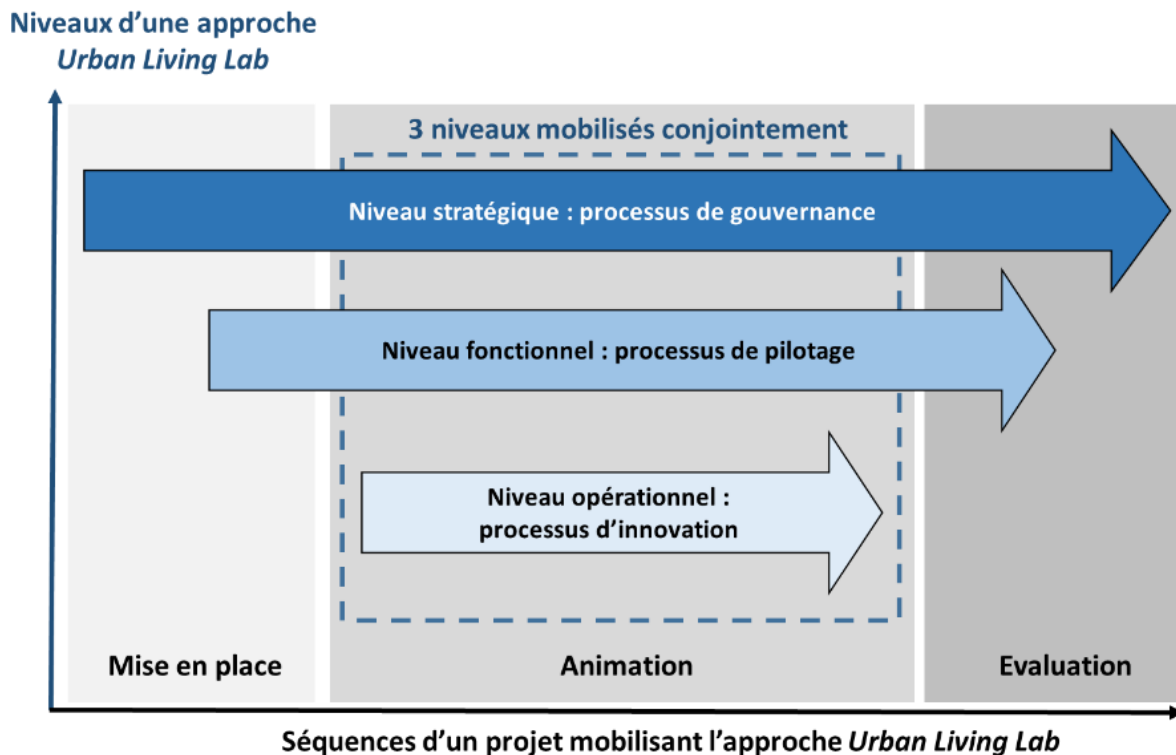 Niveaux d’une approche
Urban Living Lab
3 niveaux mobilisés conjointement
Niveau stratégique : processus de gouvernance
Niveau fonctionnel : processus de pilotage
Niveau opérationnel :
processus d’innovation
Mise en place
Animation
Evaluation
Séquences d’un projet mobilisant l’approche Urban Living Lab